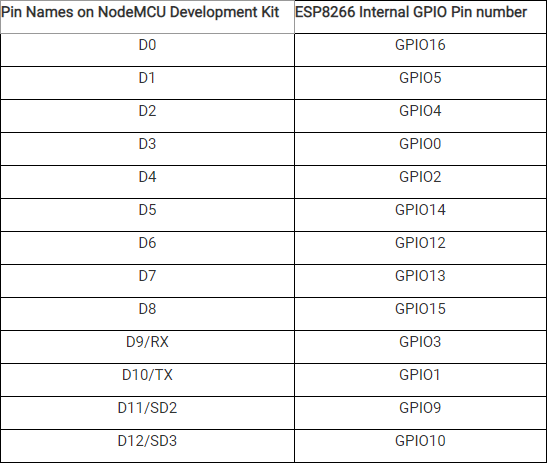 Pin Names on NodeMCU Development Kit ESP8266 Internal GPIO Pin number
D0 GPIO16
D1 GPIO5
D2 GPIO4
D3 GPIO0
D4 GPIO2
D5 GPIO14
D6 GPIO12
D7 GPIO13
D8 GPIO15
D9/RX GPIO3
D10/TX GPIO1
D11/SD2 GPIO9
D12/SD3 GPIO10